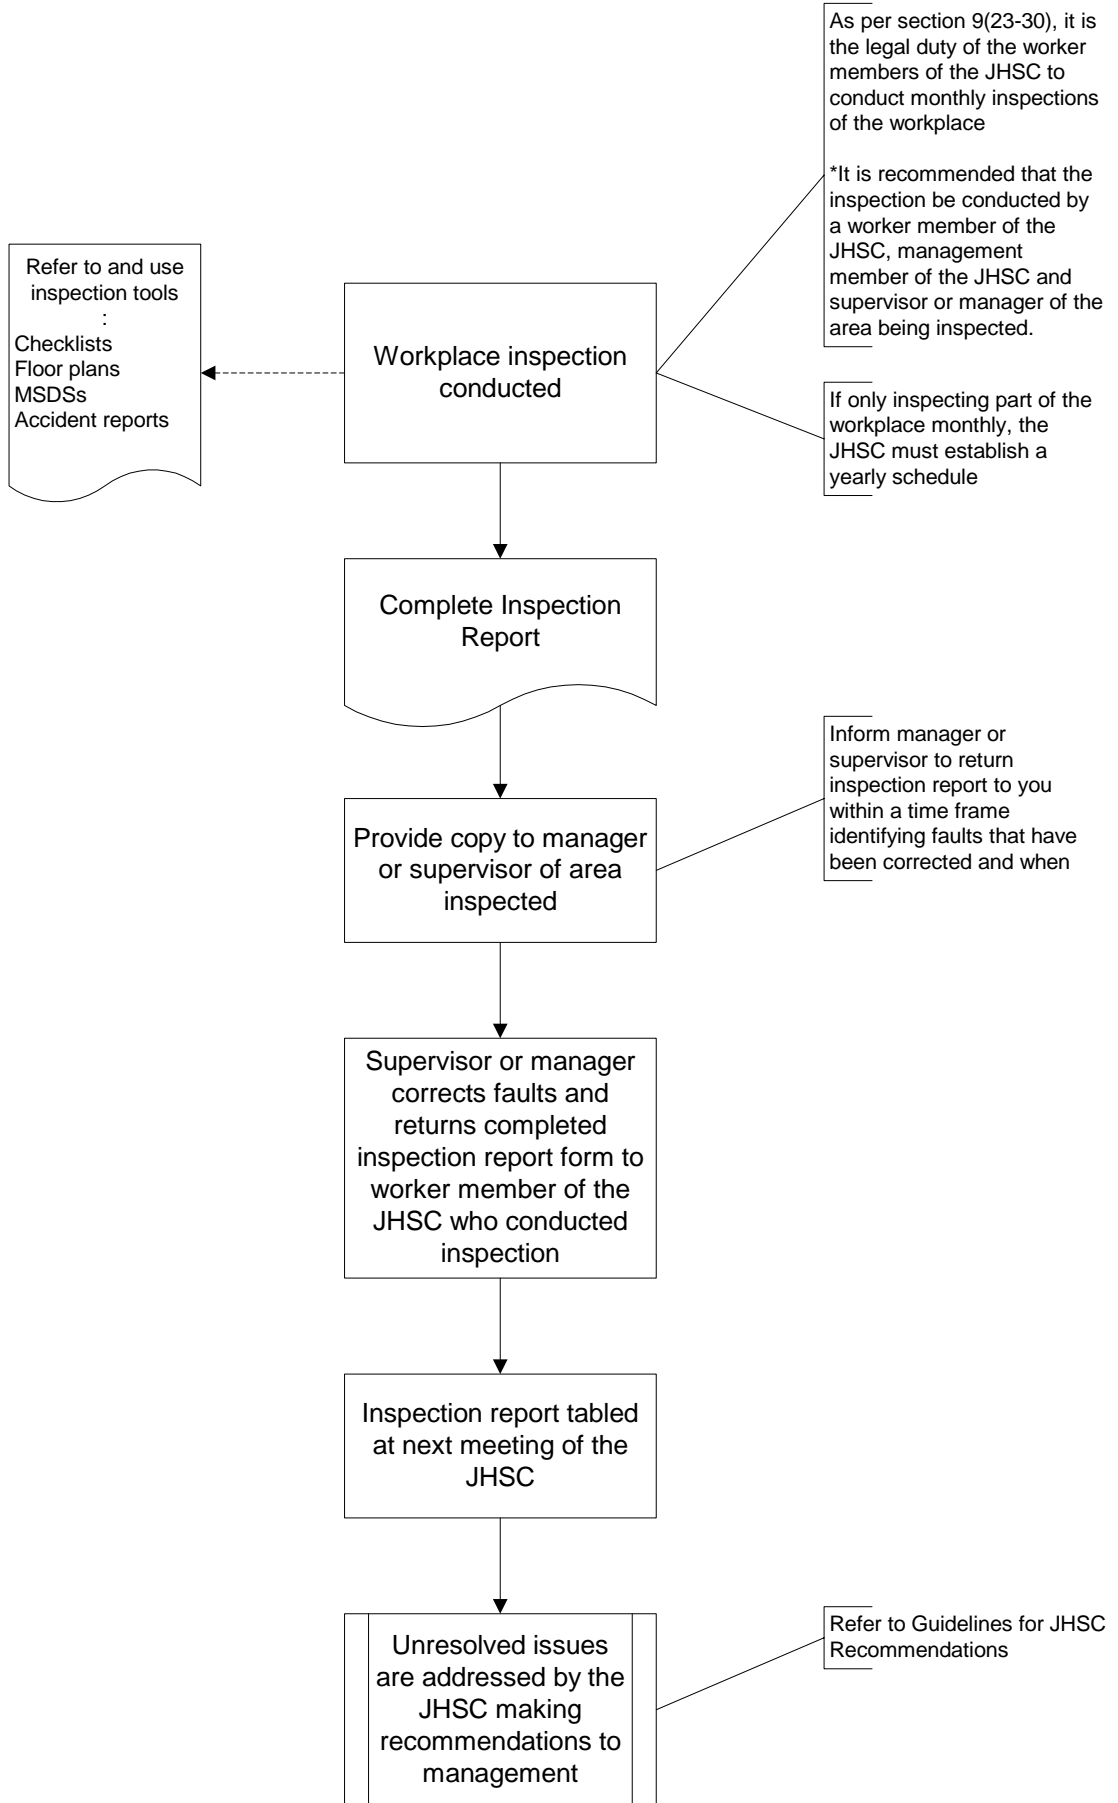 As per section 9(23-30), it is
the legal duty of the worker
members of the JHSC to
conduct monthly inspections
of the workplace
*It is recommended that the
inspection be conducted by
a worker member of the
JHSC, management
member of the JHSC and
supervisor or manager of the
area being inspected.
Refer to and use
inspection tools
:
Checklists
Floor plans
MSDSs
Accident reports
Workplace inspection
conducted
If only inspecting part of the
workplace monthly, the
JHSC must establish a
yearly schedule
Complete Inspection
Report
Inform manager or
supervisor to return
inspection report to you
within a time frame
identifying faults that have
been corrected and when
Provide copy to manager
or supervisor of area
inspected
Supervisor or manager
corrects faults and
returns completed
inspection report form to
worker member of the
JHSC who conducted
inspection
Inspection report tabled
at next meeting of the
JHSC
Unresolved issues
are addressed by the
JHSC making
recommendations to
management
Refer to Guidelines for JHSC
Recommendations